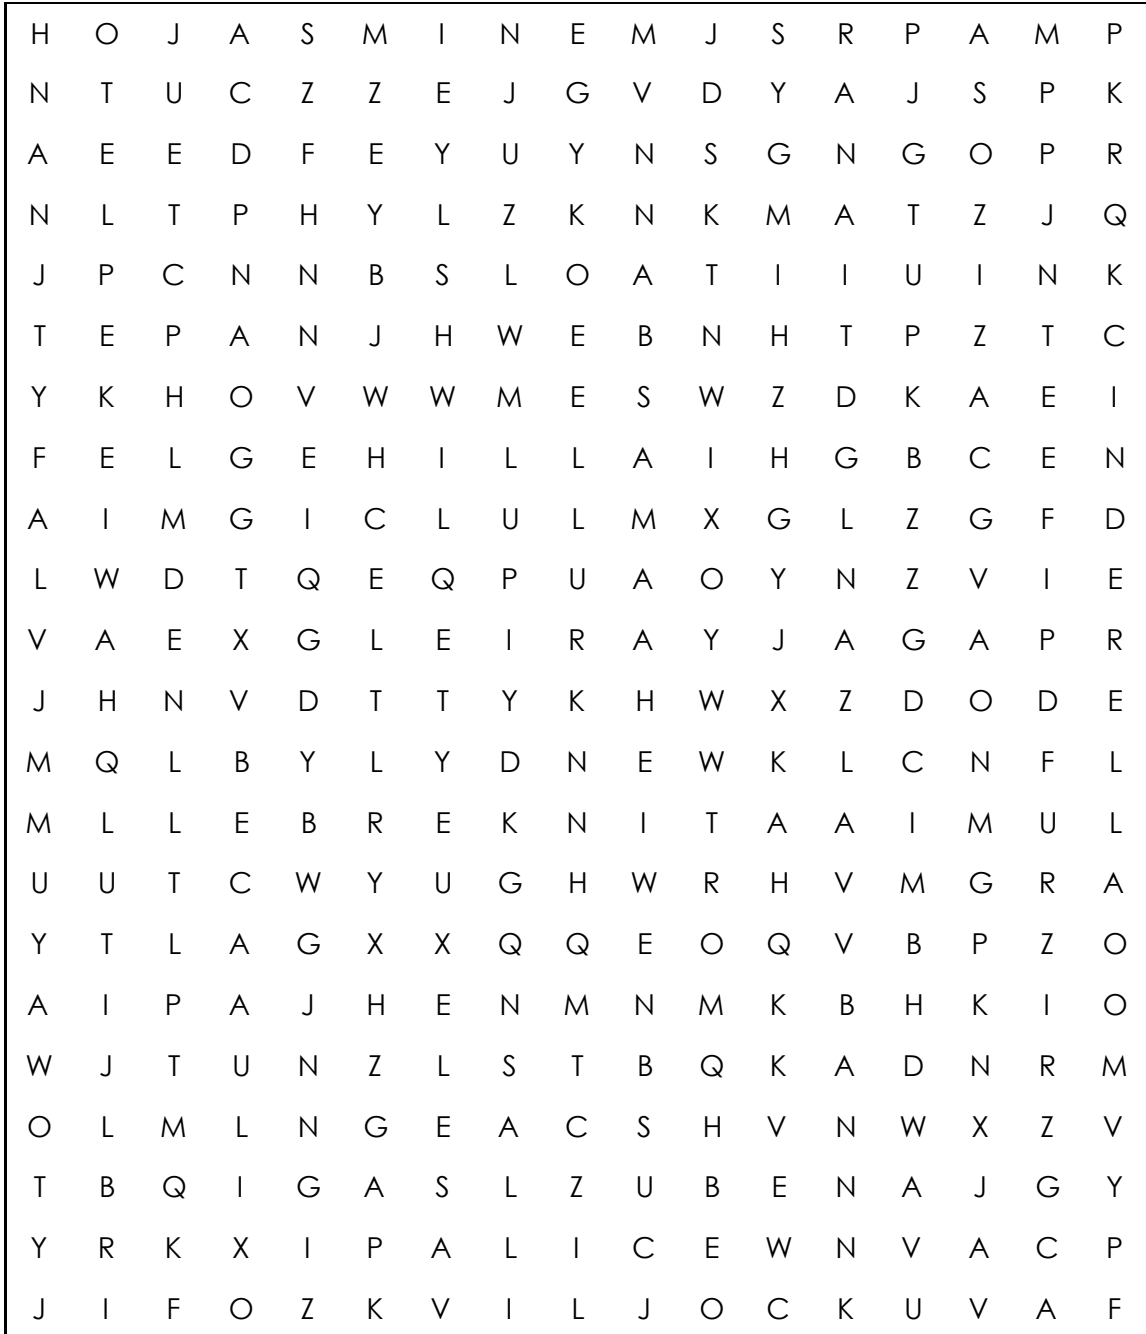 H O J A S M I N E M J S R P A M P
N T U C Z Z E J G V D Y A J S P K
A E E D F E Y U Y N S G N G O P R
N L T P H Y L Z K N K M A T Z J Q
J P C N N B S L O A T I I U I N K
T E P A N J H W E B N H T P Z T C
Y K H O V W W M E S W Z D K A E I
F E L G E H I L L A I H G B C E N
A I M G I C L U L M X G L Z G F D
L W D T Q E Q P U A O Y N Z V I E
V A E X G L E I R A Y J A G A P R
J H N V D T T Y K H W X Z D O D E
M Q L B Y L Y D N E W K L C N F L
M L L E B R E K N I T A A I M U L
U U T C W Y U G H W R H V M G R A
Y T L A G X X Q Q E O Q V B P Z O
A I P A J H E N M N M K B H K I O
W J T U N Z L S T B Q K A D N R M
O L M L N G E A C S H V N W X Z V
T B Q I G A S L Z U B E N A J G Y
Y R K X I P A L I C E W N V A C P
J I F O Z K V I L J O C K U V A F